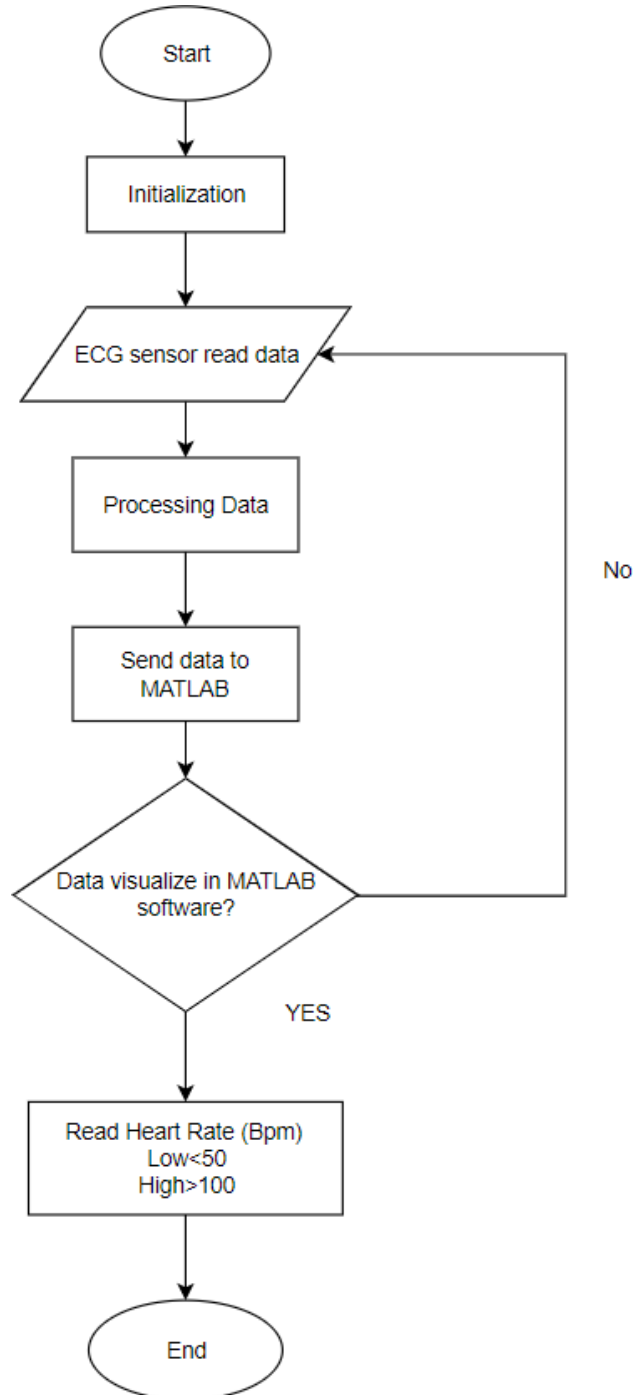 Start
Initialization
ECG sensor read data
Processing Data
No
Send data to
MATLAB
Data visualize in MATLAB
software?
YES
Read Heart Rate (Bpm)
Low<50
High>100
End